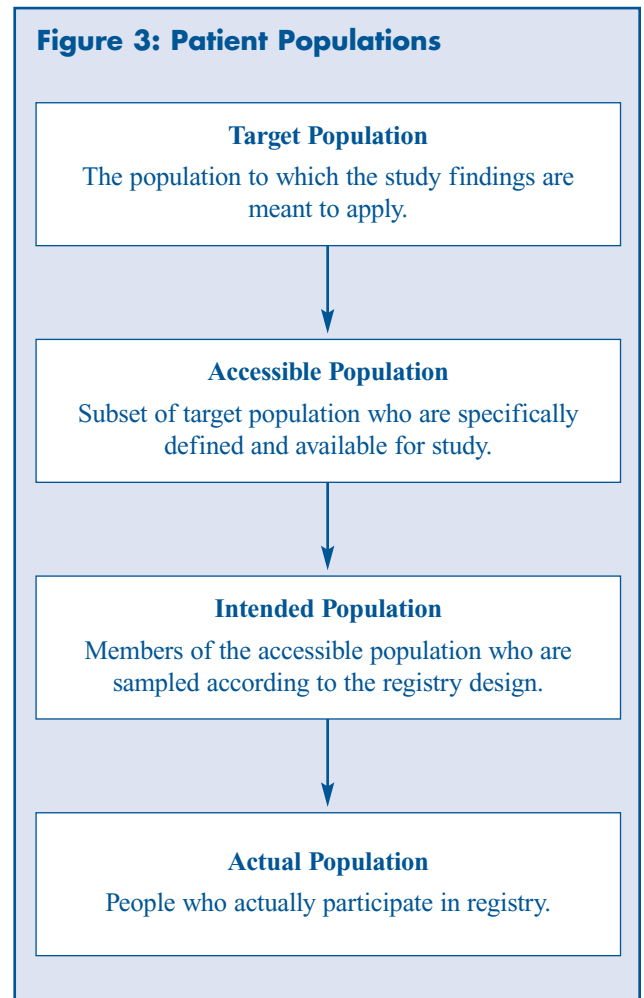 Figure 3: Patient Populations
Target Population
The population to which the study findings are
meant to apply.
Accessible Population
Subset of target population who are specifically
defined and available for study.
Intended Population
Members of the accessible population who are
sampled according to the registry design.
Actual Population
People who actually participate in registry.